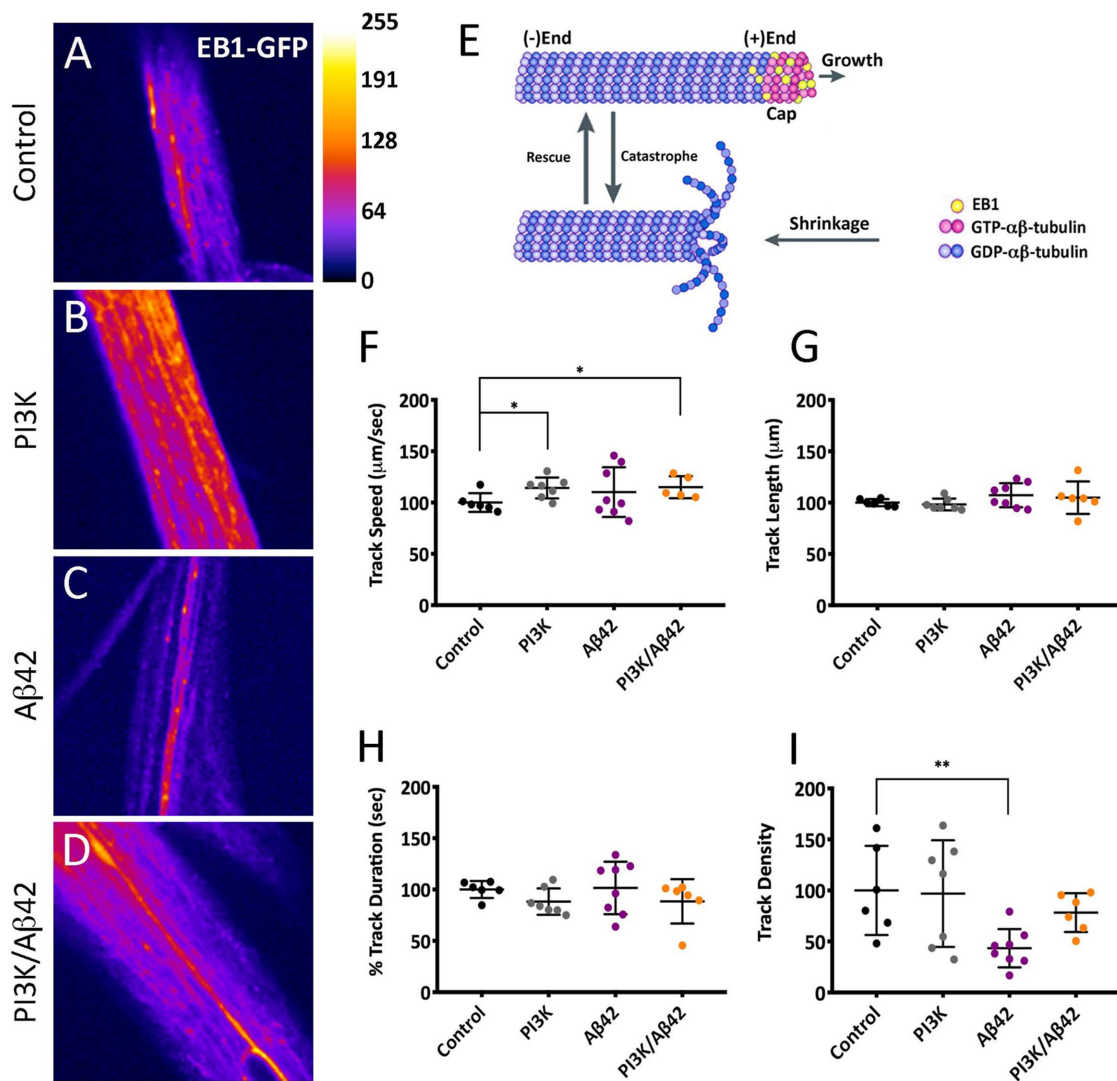 A
EB1-GFP
Control
255
191
128
64
0
B
PI3K
C
Aβ42
D
PI3K/Aβ42
E
(-)End
(+)End
Growth
Cap
Rescue
Catastrophe
Shrinkage
EB1
GTP-αβ-tubulin
GDP-αβ-tubulin
F
Track Speed (μm/sec)
200
150
100
50
0
*
*
Control
PI3K
Aβ42
PI3K/Aβ42
G
Track Length (μm)
200
150
100
50
0
Control
PI3K
Aβ42
PI3K/Aβ42
H
% Track Duration (sec)
200
150
100
50
0
Control
PI3K
Aβ42
PI3K/Aβ42
I
Track Density
200
150
100
50
0
**
Control
PI3K
Aβ42
PI3K/Aβ42